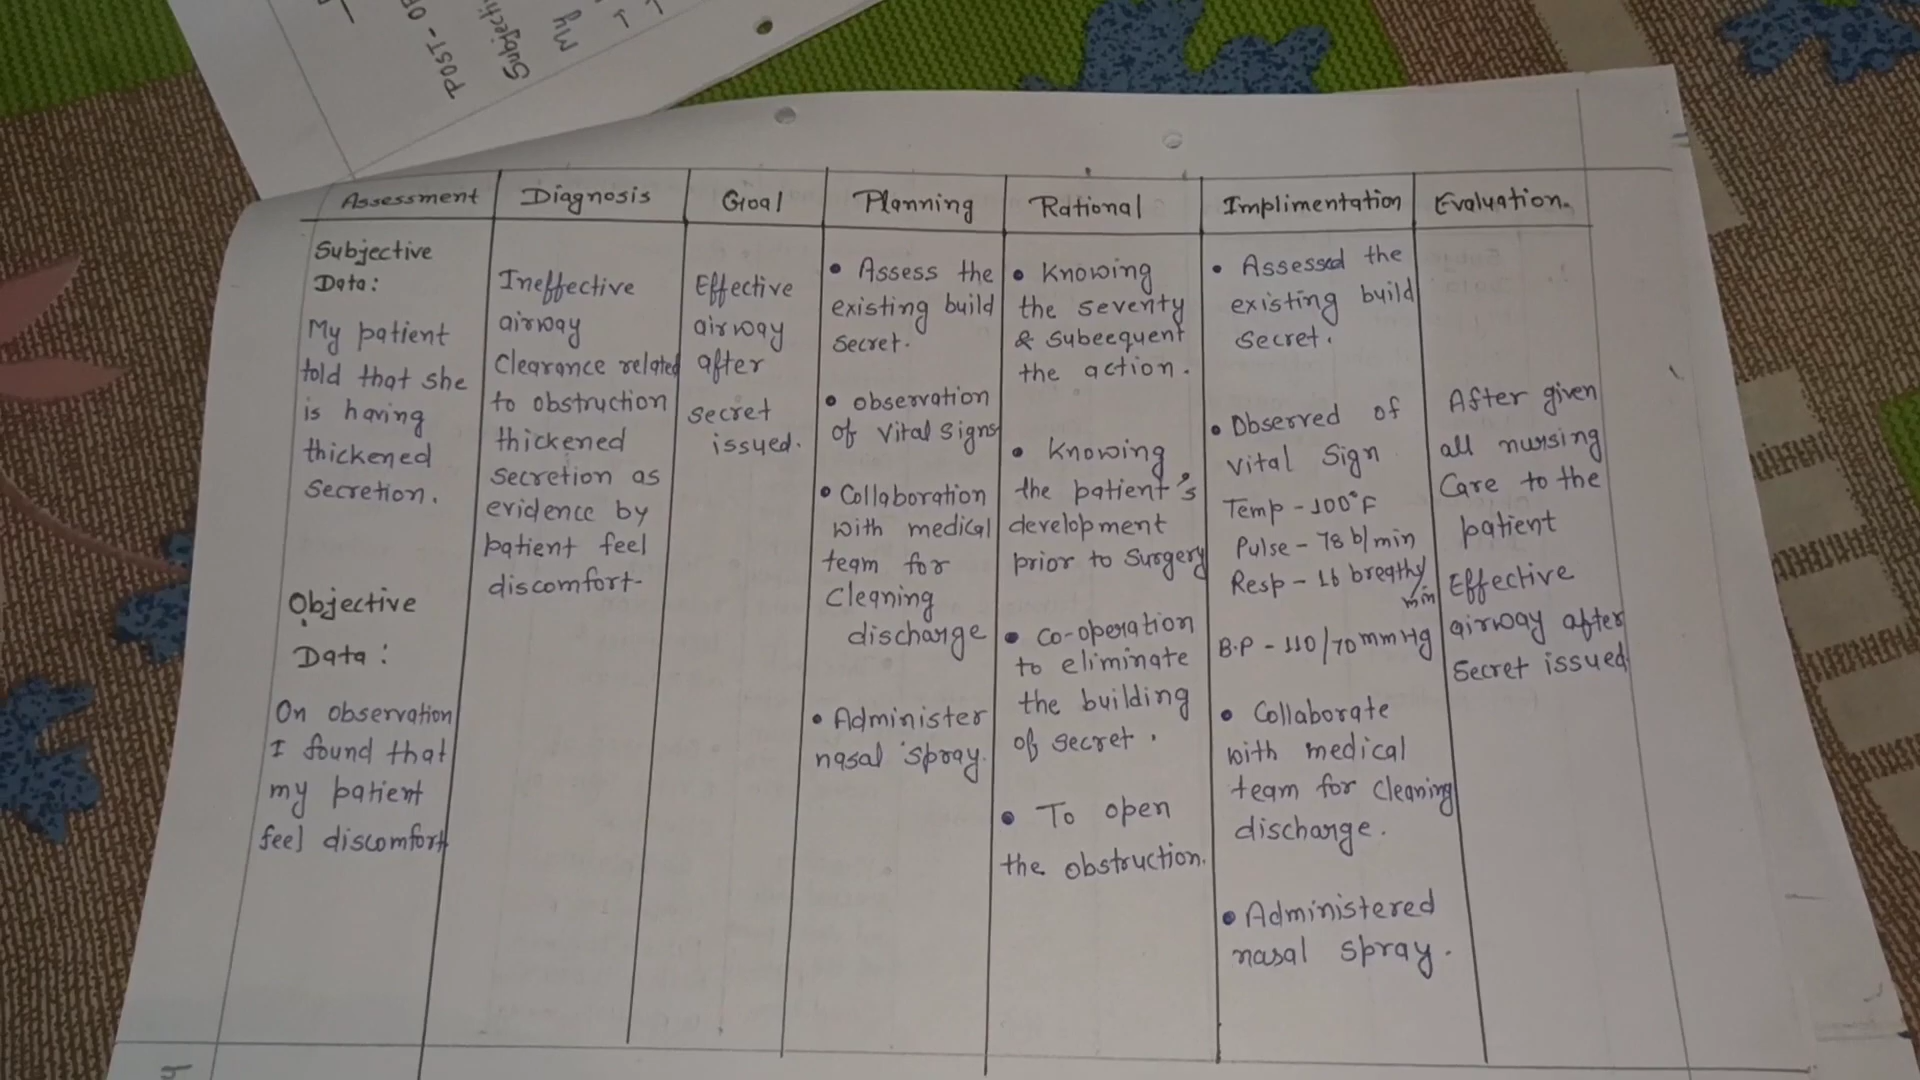 POST-OP
Subjecti
My
Assessment
Subjective
Data:
My patient
told that she
is having
thickened
secretion.
Objective
Data:
On observation
I found that
my patient
feel discomfort
Diagnosis
Ineffective
airway
Clearance related
to obstruction
thickened
secretion as
evidence by
patient feel
discomfort-
Goal
Effective
airway
after
secret
issued.
Planning
• Assess the
existing build
secret.
• observation
of Vital Signs
• Collaboration
with medical
team for
cleaning
discharge
• Administer
nasal spray.
Rational
• Knowing
the seventy
& subeequent
the action.
• Knowing
the patient's
development
prior to Surgery
• Co-operation
to eliminate
the building
of secret.
• To open
the obstruction.
Implimentation
• Assessed the
existing build
secret.
• Observed of
vital Sign
Temp - 100°F
Pulse - 78 b/min
Resp - 16 breath/
min
B.P - 110/70 mmHg
• Collaborate
with medical
team for cleaning
discharge.
• Administered
nasal spray.
Evaluation.
After given
all nursing
Care to the
patient
Effective
airway after
Secret issued